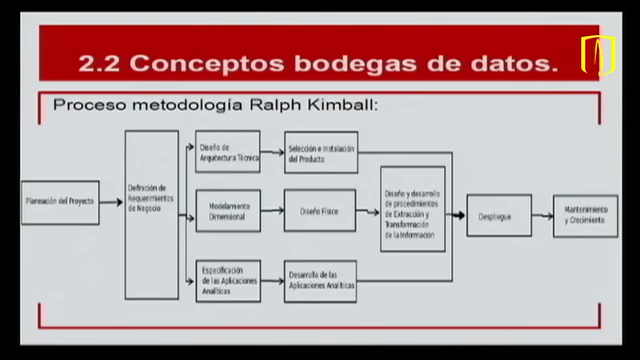 2.2 Conceptos bodegas de datos.
Proceso metodología Ralph Kimball:
Planeación del Proyecto
Definición de
Requerimientos
de Negocio
Diseño de
Arquitectura Técnica
Selección e Instalación
del Producto
Modelamiento
Dimensional
Diseño Físico
Diseño y desarrollo
de procedimientos
de Extracción y
Transformación
de la Información
Especificación
de las Aplicaciones
Analíticas
Desarrollo de las
Aplicaciones Analíticas
Despliegue
Mantenimiento
y Crecimiento